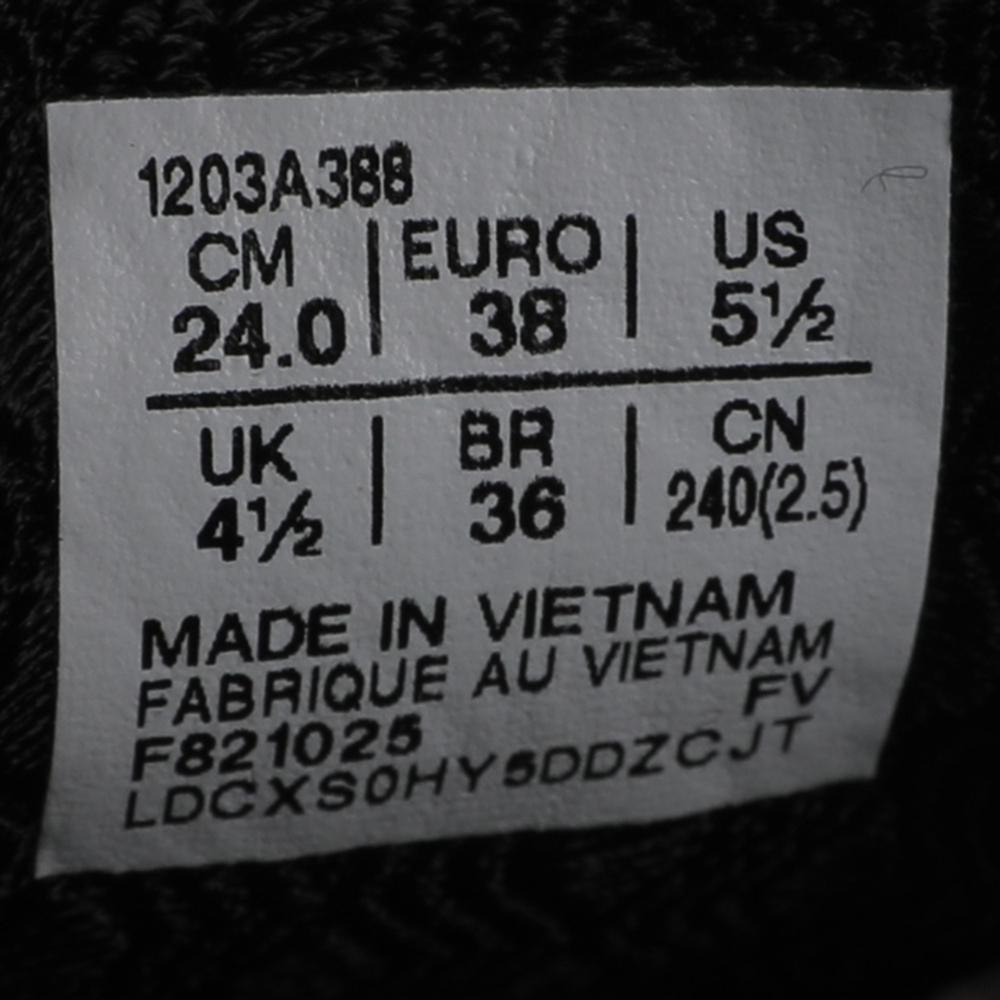 1203A388
CM | EURO | US
24.0 | 38 | 5½
UK | BR | CN
4½ | 36 | 240(2.5)
MADE IN VIETNAM
FABRIQUE AU VIETNAM
FV
F821025
LDCXS0HY5DDZCJT